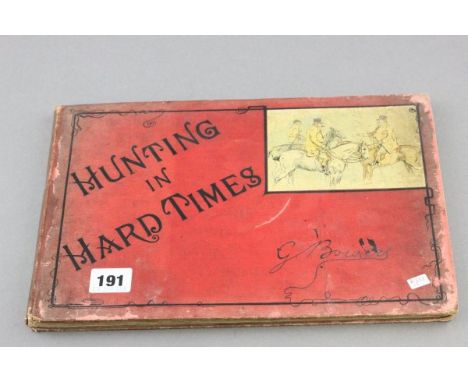 HUNTING
IN
HARD TIMES
G. Bowers
191